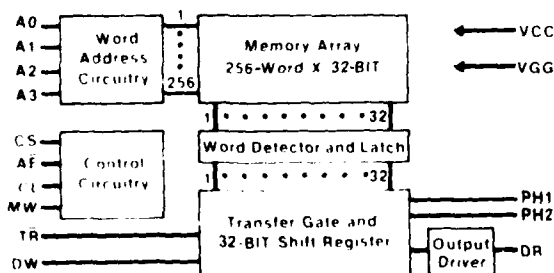 A0
A1
A2
A3
Word
Address
Circuitry
1
256
Memory Array
256-Word X 32-BIT
VCC
VGG
1 32
Word Detector and Latch
1 32
CS
AF
CL
MW
Control
Circuitry
TR
DW
Transfer Gate and
32-BIT Shift Register
PH1
PH2
Output
Driver
DR